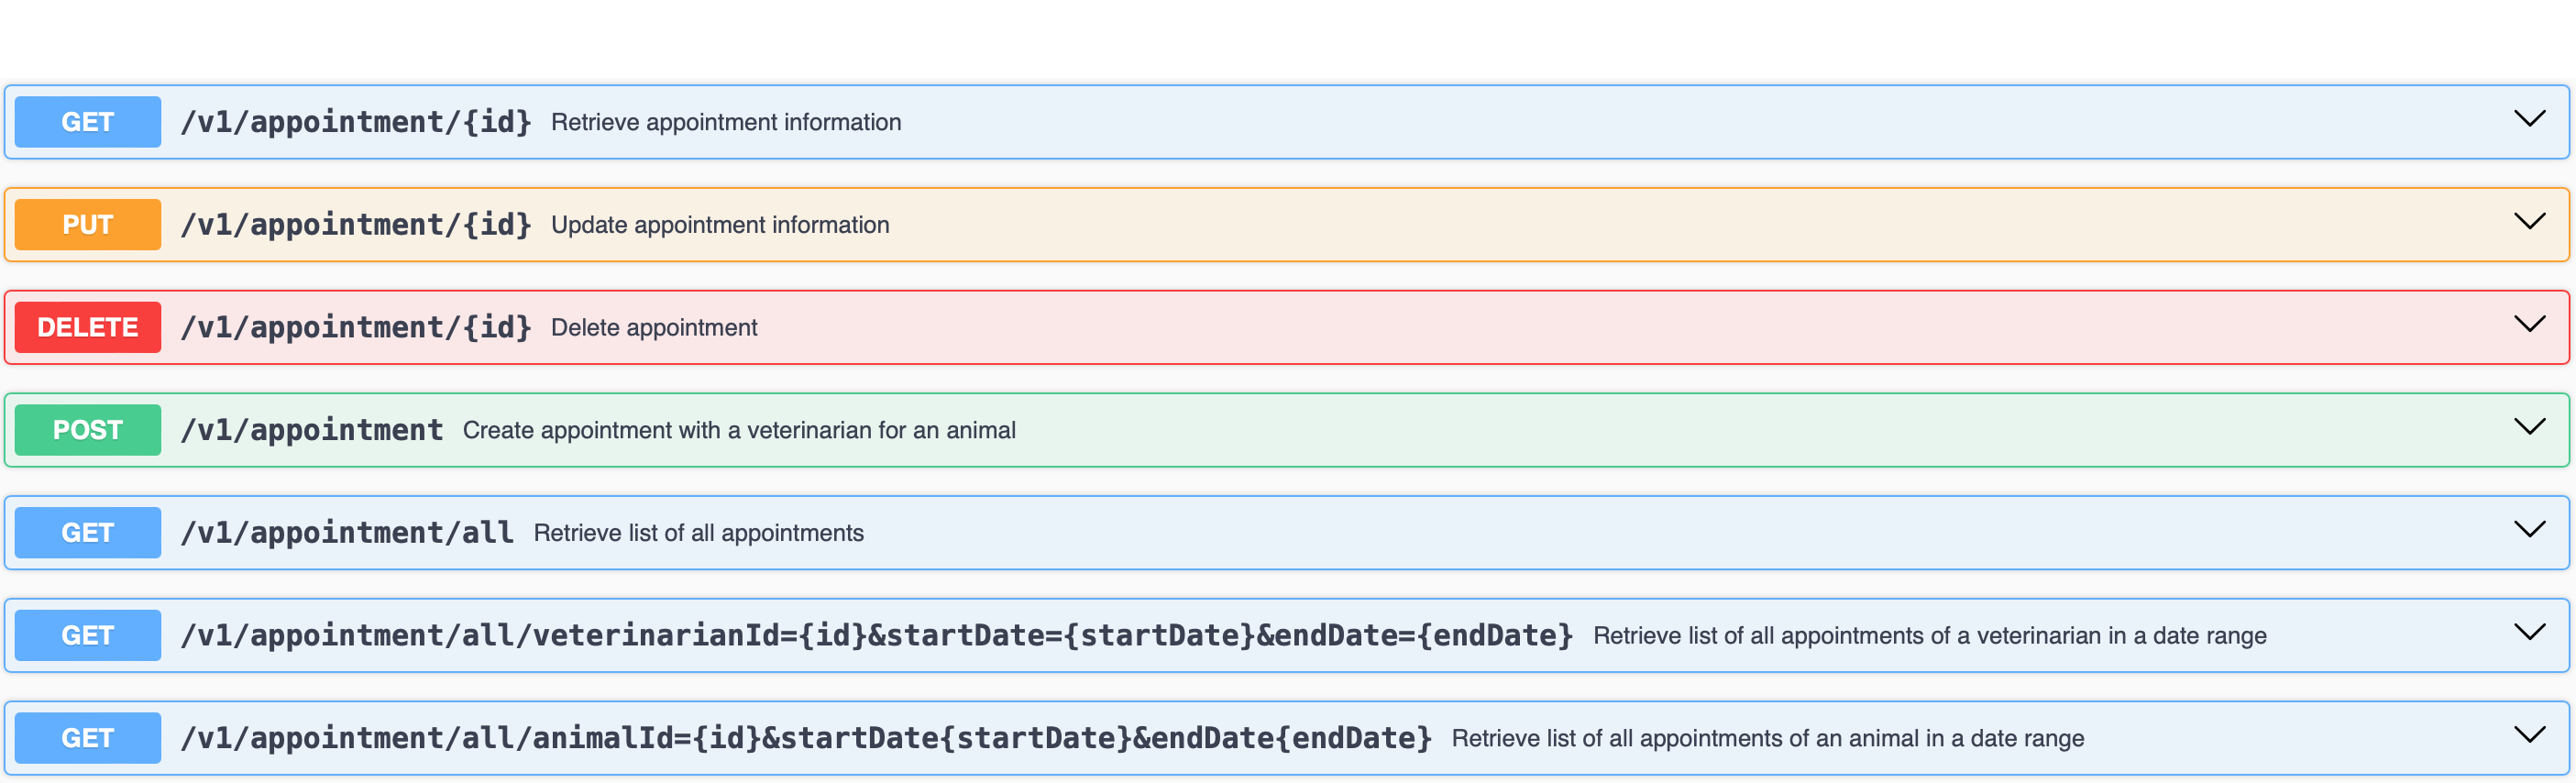 GET /v1/appointment/{id} Retrieve appointment information
PUT /v1/appointment/{id} Update appointment information
DELETE /v1/appointment/{id} Delete appointment
POST /v1/appointment Create appointment with a veterinarian for an animal
GET /v1/appointment/all Retrieve list of all appointments
GET /v1/appointment/all/veterinarianId={id}&startDate={startDate}&endDate={endDate} Retrieve list of all appointments of a veterinarian in a date range
GET /v1/appointment/all/animalId={id}&startDate{startDate}&endDate{endDate} Retrieve list of all appointments of an animal in a date range